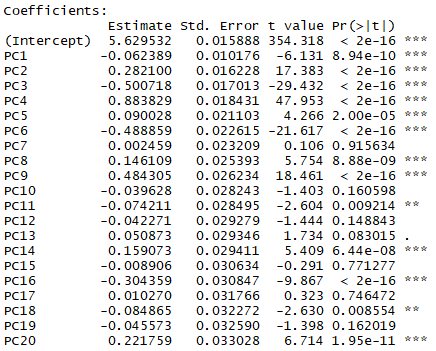 Coefficients:
Estimate Std. Error t value Pr(>|t|)
(Intercept) 5.629532 0.015888 354.318 < 2e-16 ***
PC1 -0.062389 0.010176 -6.131 8.94e-10 ***
PC2 0.282100 0.016228 17.383 < 2e-16 ***
PC3 -0.500718 0.017013 -29.432 < 2e-16 ***
PC4 0.883829 0.018431 47.953 < 2e-16 ***
PC5 0.090028 0.021103 4.266 2.00e-05 ***
PC6 -0.488859 0.022615 -21.617 < 2e-16 ***
PC7 0.002459 0.023209 0.106 0.915634
PC8 0.146109 0.025393 5.754 8.88e-09 ***
PC9 0.484305 0.026234 18.461 < 2e-16 ***
PC10 -0.039628 0.028243 -1.403 0.160598
PC11 -0.074211 0.028495 -2.604 0.009214 **
PC12 -0.042271 0.029279 -1.444 0.148843
PC13 0.050873 0.029346 1.734 0.083015 .
PC14 0.159073 0.029411 5.409 6.44e-08 ***
PC15 -0.008906 0.030634 -0.291 0.771277
PC16 -0.304359 0.030847 -9.867 < 2e-16 ***
PC17 0.010270 0.031766 0.323 0.746472
PC18 -0.084865 0.032272 -2.630 0.008554 **
PC19 -0.045573 0.032590 -1.398 0.162019
PC20 0.221759 0.033028 6.714 1.95e-11 ***